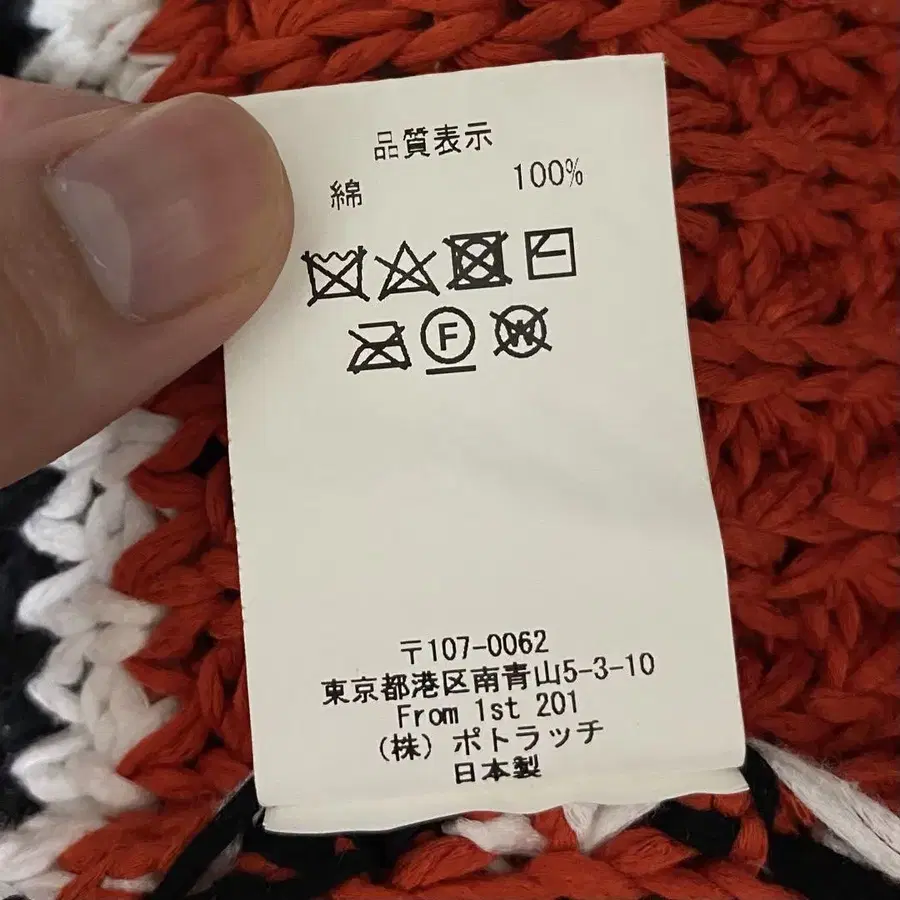 品質表示
綿 100%
F
W
〒107-0062
東京都港区南青山5-3-10
From 1st 201
(株) ポトラッチ
日本製